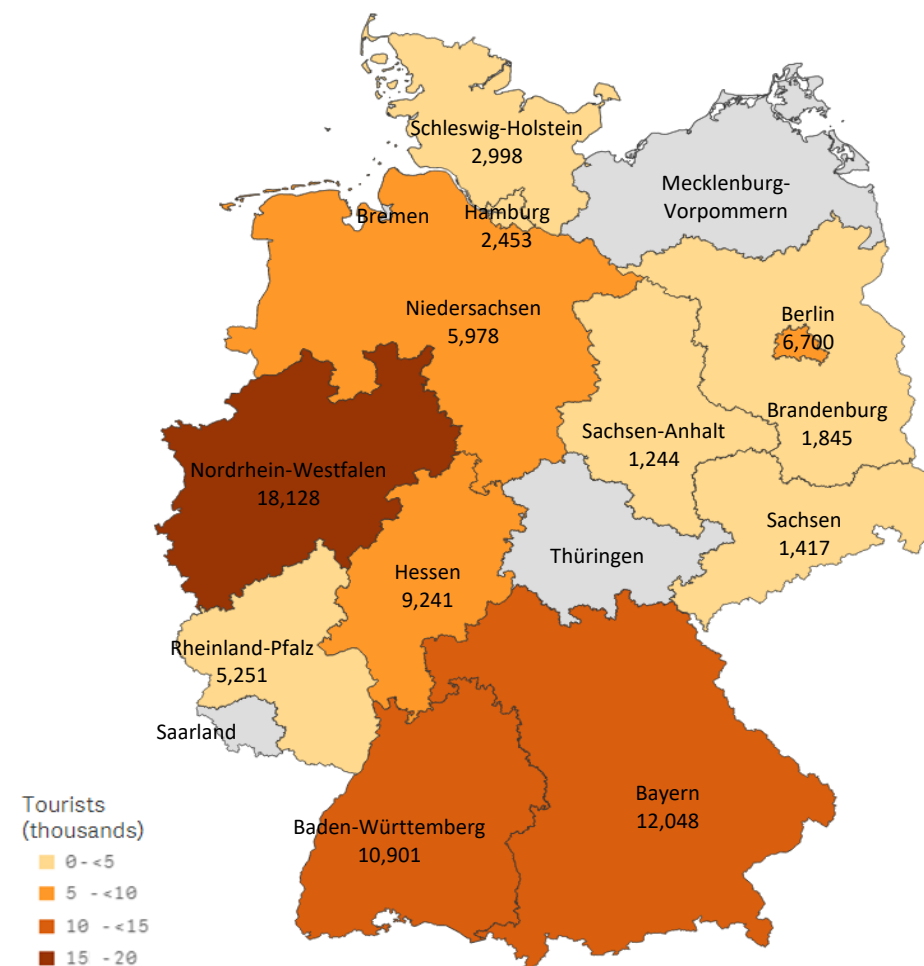 Schleswig-Holstein
2,998
Mecklenburg-
Vorpommern
Bremen
Hamburg
2,453
Niedersachsen
5,978
Berlin
6,700
Brandenburg
1,845
Sachsen-Anhalt
1,244
Nordrhein-Westfalen
18,128
Sachsen
1,417
Thüringen
Hessen
9,241
Rheinland-Pfalz
5,251
Saarland
Bayern
12,048
Baden-Württemberg
10,901
Tourists
(thousands)
0-<5
5 -<10
10 -<15
15 -20